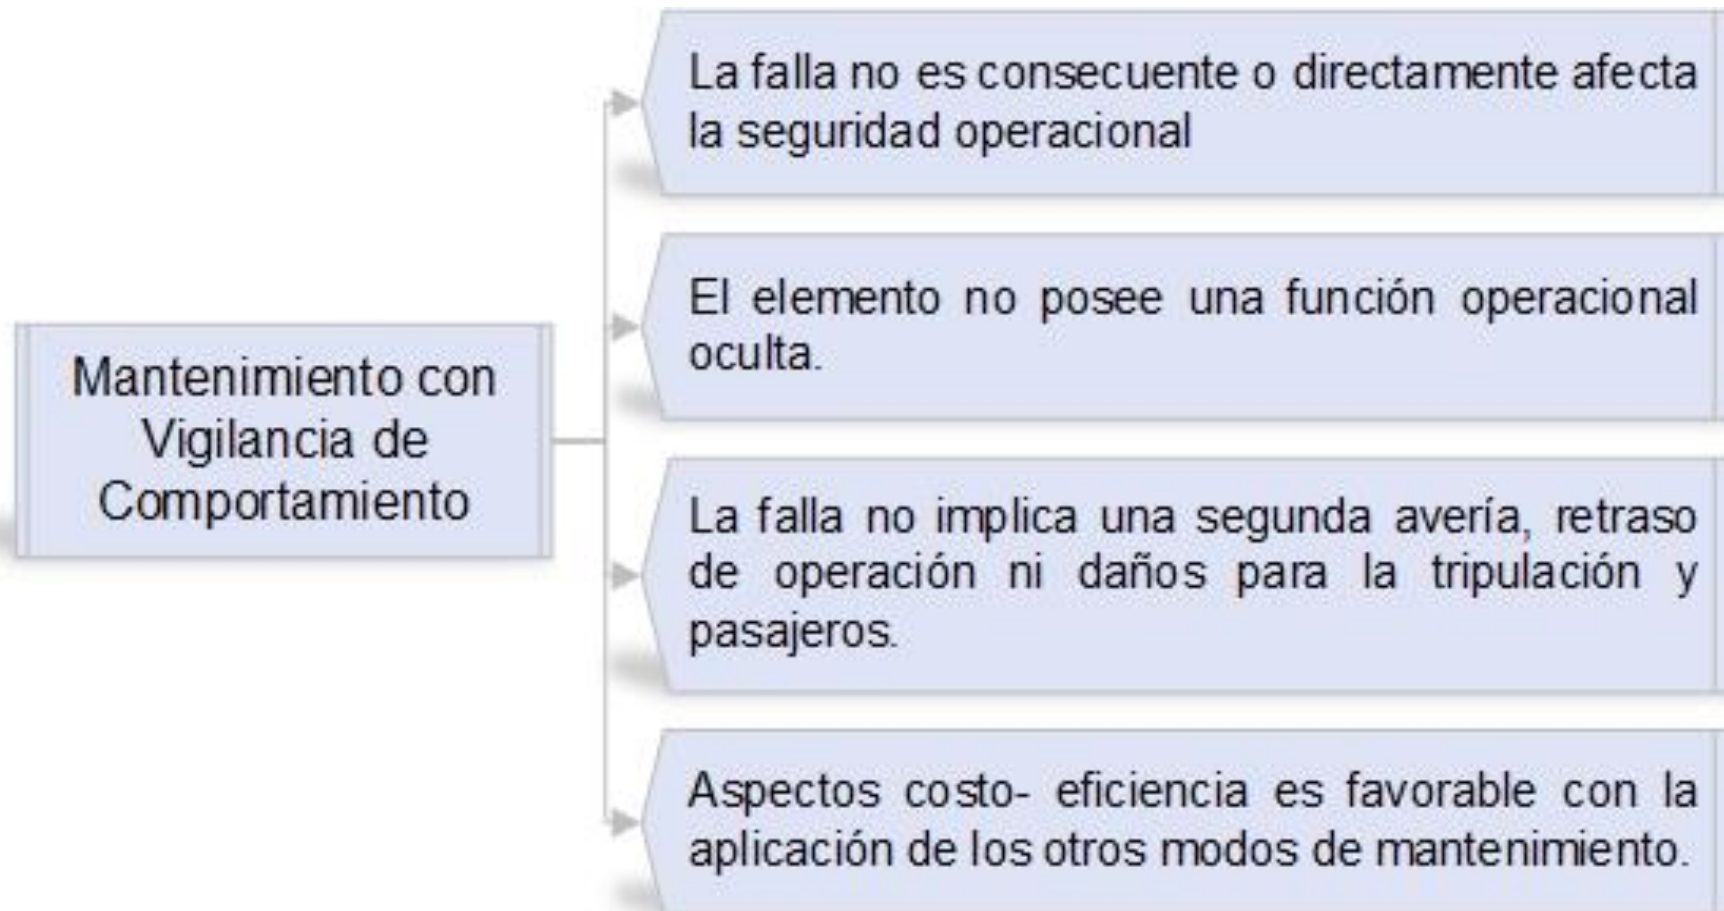 La falla no es consecuente o directamente afecta
la seguridad operacional
El elemento no posee una función operacional
oculta.
Mantenimiento con
Vigilancia de
Comportamiento
La falla no implica una segunda avería, retraso
de operación ni daños para la tripulación y
pasajeros.
Aspectos costo- eficiencia es favorable con la
aplicación de los otros modos de mantenimiento.